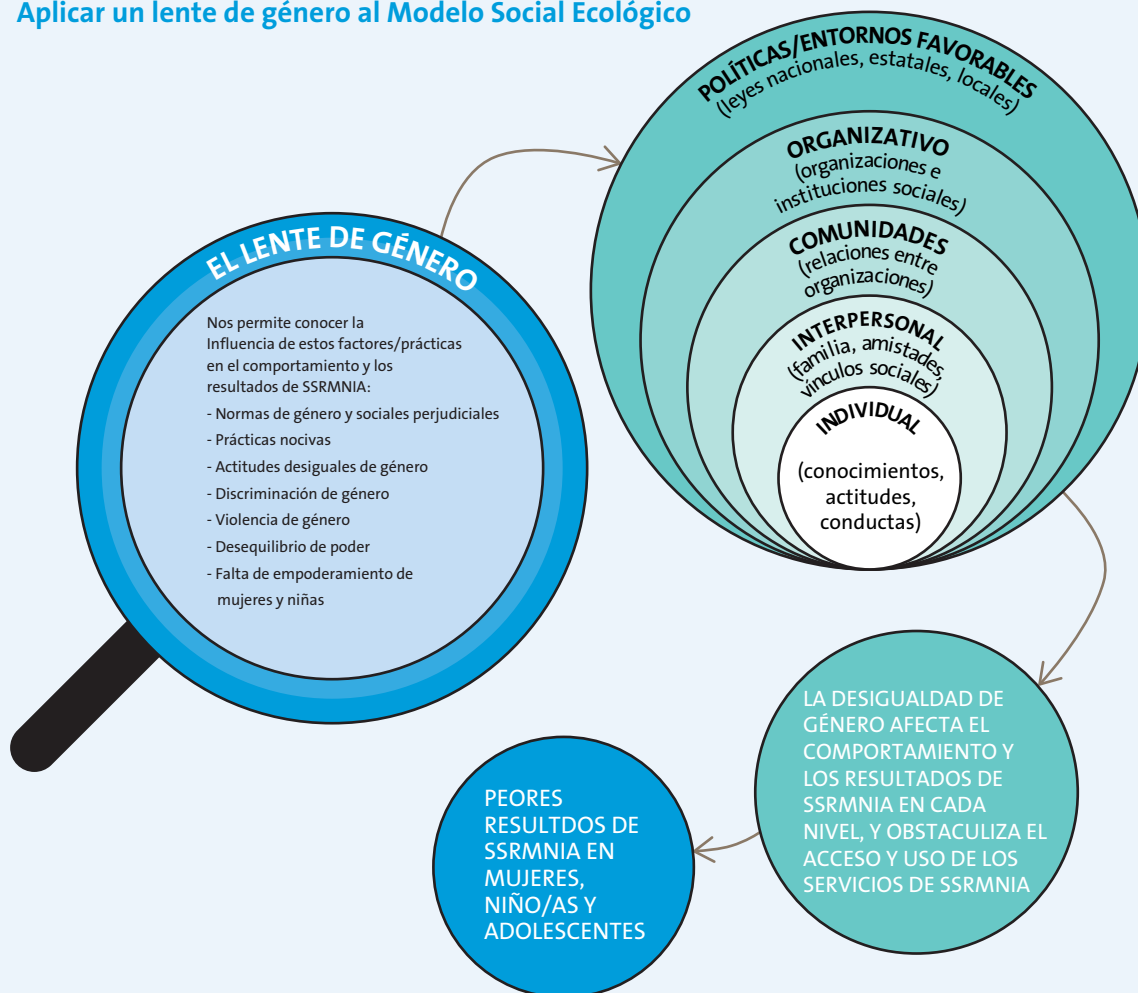 Aplicar un lente de género al Modelo Social Ecológico
EL LENTE DE GÉNERO
Nos permite conocer la
Influencia de estos factores/prácticas
en el comportamiento y los
resultados de SSRMNIA:
- Normas de género y sociales perjudiciales
- Prácticas nocivas
- Actitudes desiguales de género
- Discriminación de género
- Violencia de género
- Desequilibrio de poder
- Falta de empoderamiento de
mujeres y niñas
POLÍTICAS/ENTORNOS FAVORABLES
(leyes nacionales, estatales, locales)
ORGANIZATIVO
(organizaciones e
instituciones sociales)
COMUNIDADES
(relaciones entre
organizaciones)
INTERPERSONAL
(familia, amistades,
vínculos sociales)
INDIVIDUAL
(conocimientos,
actitudes,
conductas)
LA DESIGUALDAD DE
GÉNERO AFECTA EL
COMPORTAMIENTO Y
LOS RESULTADOS DE
SSRMNIA EN CADA
NIVEL, Y OBSTACULIZA EL
ACCESO Y USO DE LOS
SERVICIOS DE SSRMNIA
PEORES
RESULTDOS DE
SSRMNIA EN
MUJERES,
NIÑO/AS Y
ADOLESCENTES